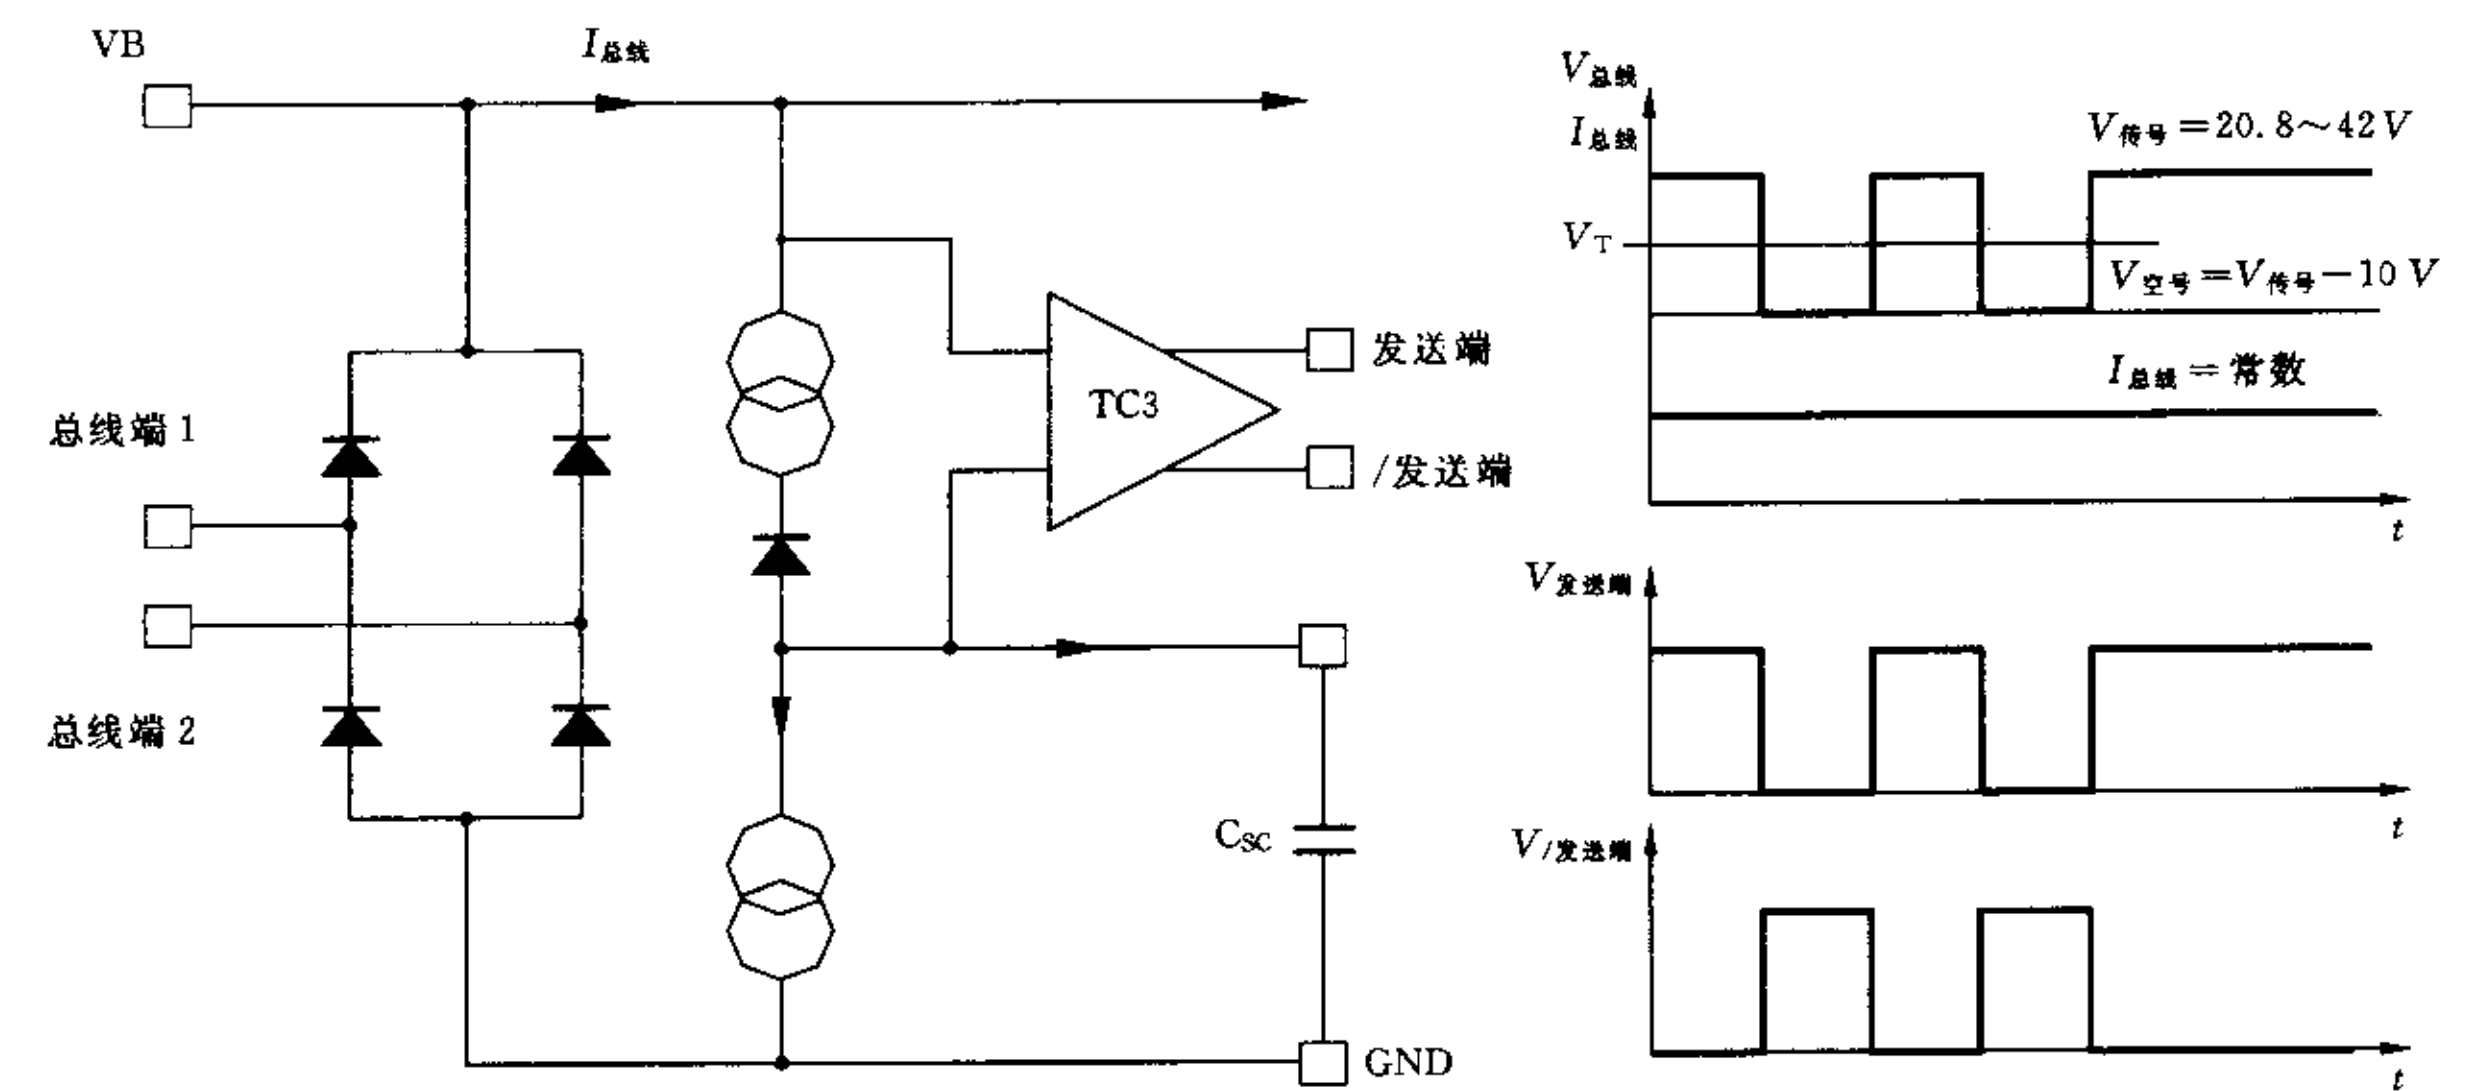 VB
I总线
总线端 1
总线端 2
TC3
发送端
/发送端
CSC
GND
V总线
I总线
V传号=20.8~42V
VT
V空号=V传号-10 V
I总线=常数
t
V发送端
t
V/发送端
t